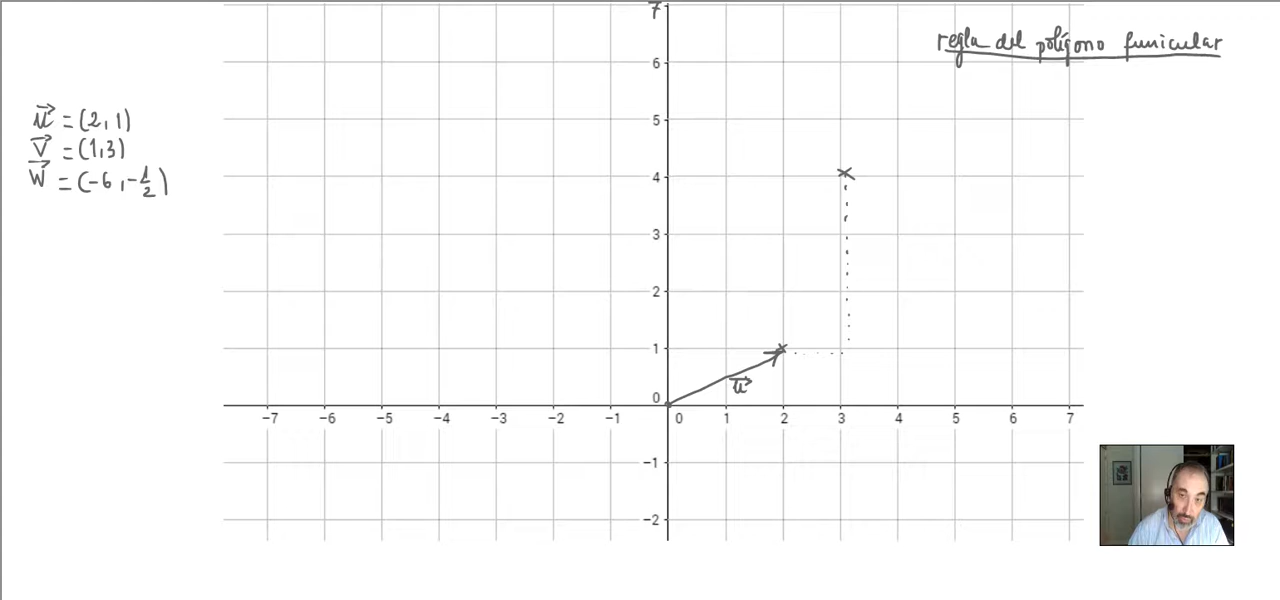 regla del polígono funicular
u⃗ = (2, 1)
v⃗ = (1, 3)
w⃗ = (-6, -1/2)
7
6
5
4
3
2
1
0
-7 -6 -5 -4 -3 -2 -1 0 1 2 3 4 5 6 7
-1
-2
u⃗